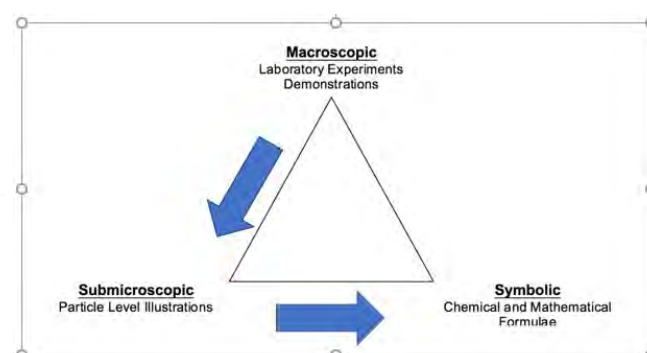 Macroscopic
Laboratory Experiments
Demonstrations
Submicroscopic
Particle Level Illustrations
Symbolic
Chemical and Mathematical
Formulae